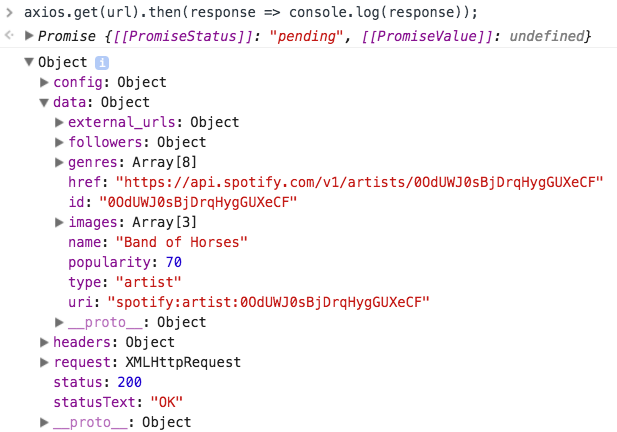 axios.get(url).then(response => console.log(response));
Promise {[[PromiseStatus]]: "pending", [[PromiseValue]]: undefined}
Object i
config: Object
data: Object
external_urls: Object
followers: Object
genres: Array[8]
href: "https://api.spotify.com/v1/artists/0OdUWJ0sBjDrqHygGUXeCF"
id: "0OdUWJ0sBjDrqHygGUXeCF"
images: Array[3]
name: "Band of Horses"
popularity: 70
type: "artist"
uri: "spotify:artist:0OdUWJ0sBjDrqHygGUXeCF"
__proto__: Object
headers: Object
request: XMLHttpRequest
status: 200
statusText: "OK"
__proto__: Object